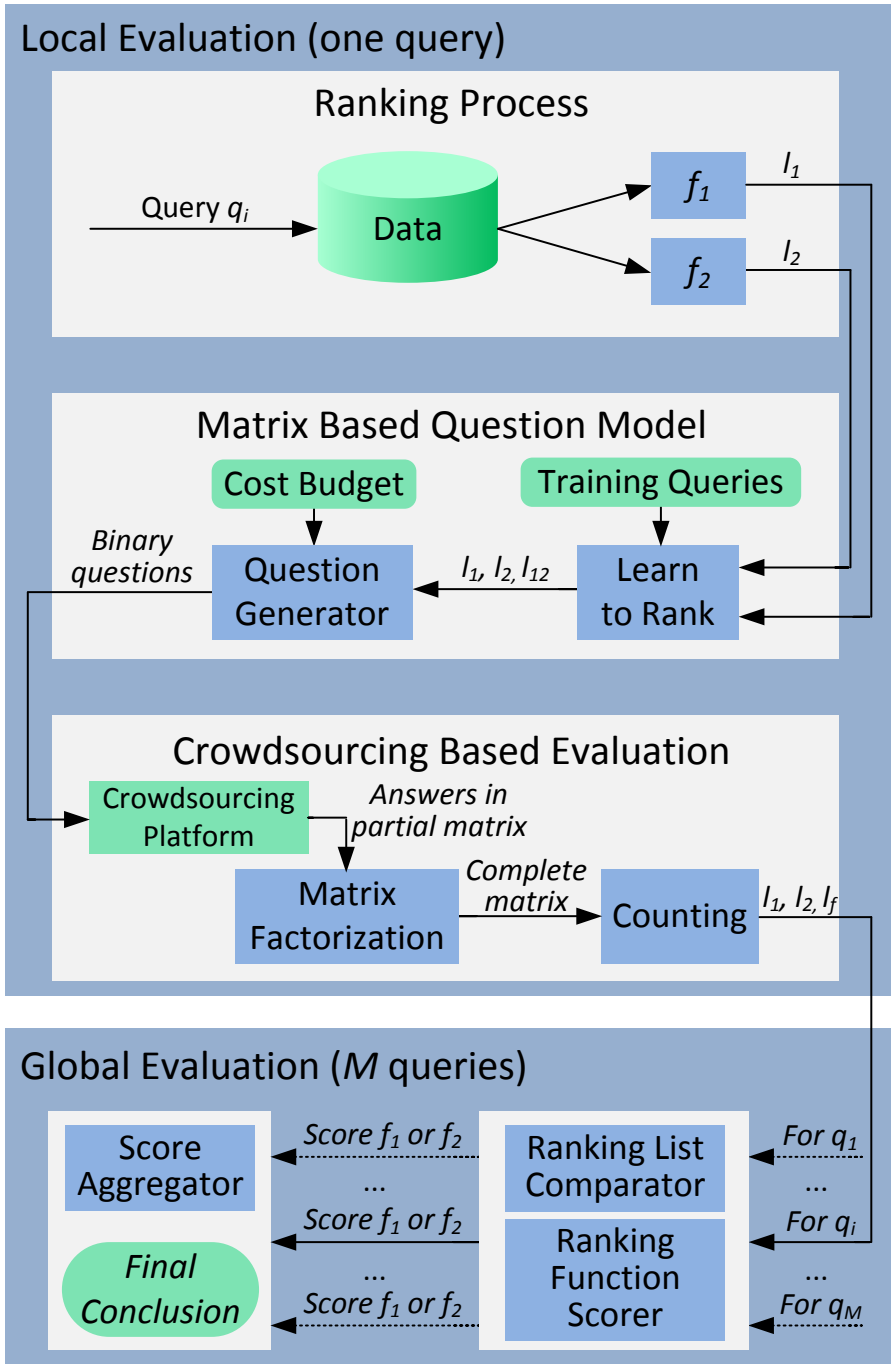 Local Evaluation (one query)
Ranking Process
Query qi
Data
f1
l1
f2
l2
Matrix Based Question Model
Cost Budget
Training Queries
Binary
questions
Question
Generator
l1, l2, l12
Learn
to Rank
Crowdsourcing Based Evaluation
Crowdsourcing
Platform
Answers in
partial matrix
Matrix
Factorization
Complete
matrix
Counting
l1, l2, lf
Global Evaluation (M queries)
Score
Aggregator
Final
Conclusion
Score f1 or f2
...
Score f1 or f2
...
Score f1 or f2
Ranking List
Comparator
Ranking
Function
Scorer
For q1
...
For qi
...
For qM